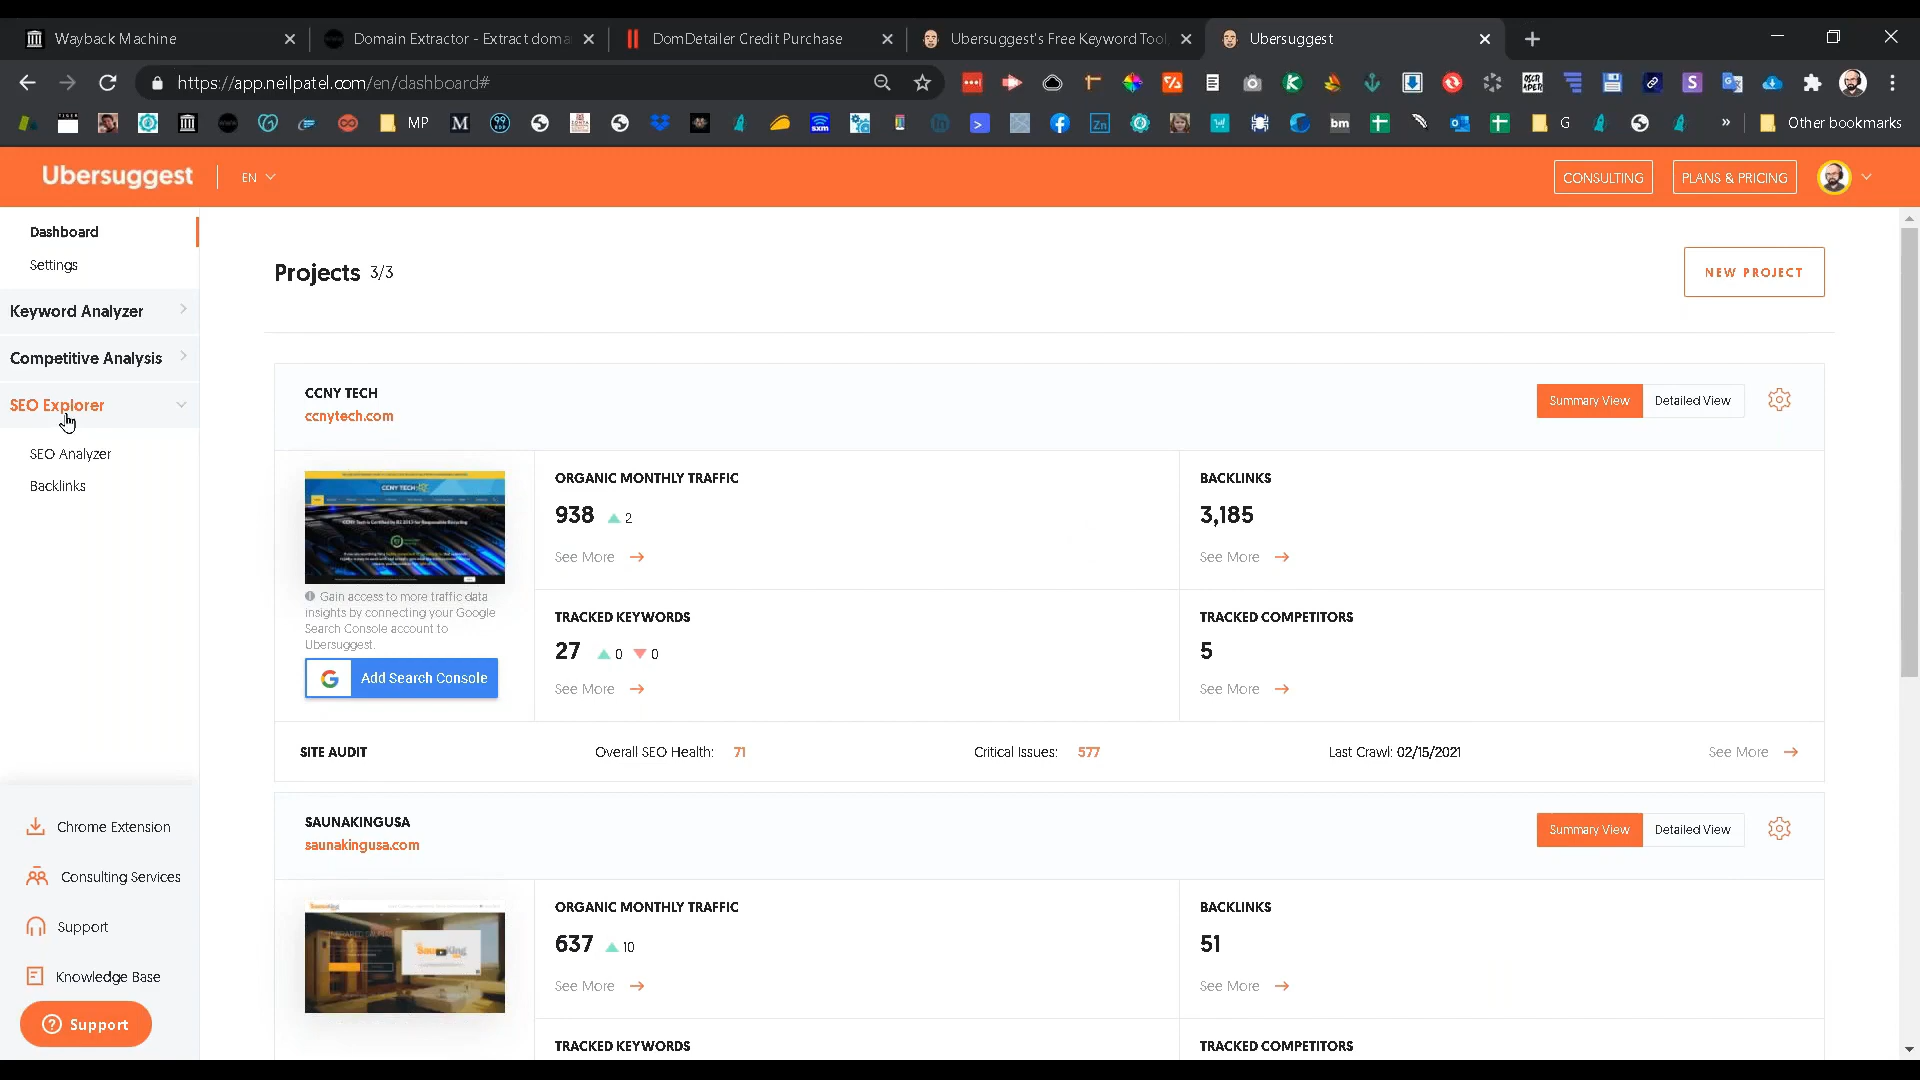 Wayback Machine
Domain Extractor - Extract doma
DomDetailer Credit Purchase
Ubersuggest's Free Keyword Tool,
Ubersuggest
https://app.neilpatel.com/en/dashboard#
MP
G
Other bookmarks
Ubersuggest
EN
CONSULTING
PLANS & PRICING
Dashboard
Settings
Keyword Analyzer
Competitive Analysis
SEO Explorer
SEO Analyzer
Backlinks
Projects 3/3
NEW PROJECT
CCNY TECH
ccnytech.com
Summary View
Detailed View
ORGANIC MONTHLY TRAFFIC
938 2
See More
BACKLINKS
3,185
See More
Gain access to more traffic data
insights by connecting your Google
Search Console account to
Ubersuggest.
Add Search Console
TRACKED KEYWORDS
27 0 0
See More
TRACKED COMPETITORS
5
See More
SITE AUDIT
Overall SEO Health: 71
Critical Issues: 577
Last Crawl: 02/15/2021
See More
SAUNAKINGUSA
saunakingusa.com
Summary View
Detailed View
ORGANIC MONTHLY TRAFFIC
637 10
See More
BACKLINKS
51
See More
TRACKED KEYWORDS
TRACKED COMPETITORS
Chrome Extension
Consulting Services
Support
Knowledge Base
Support